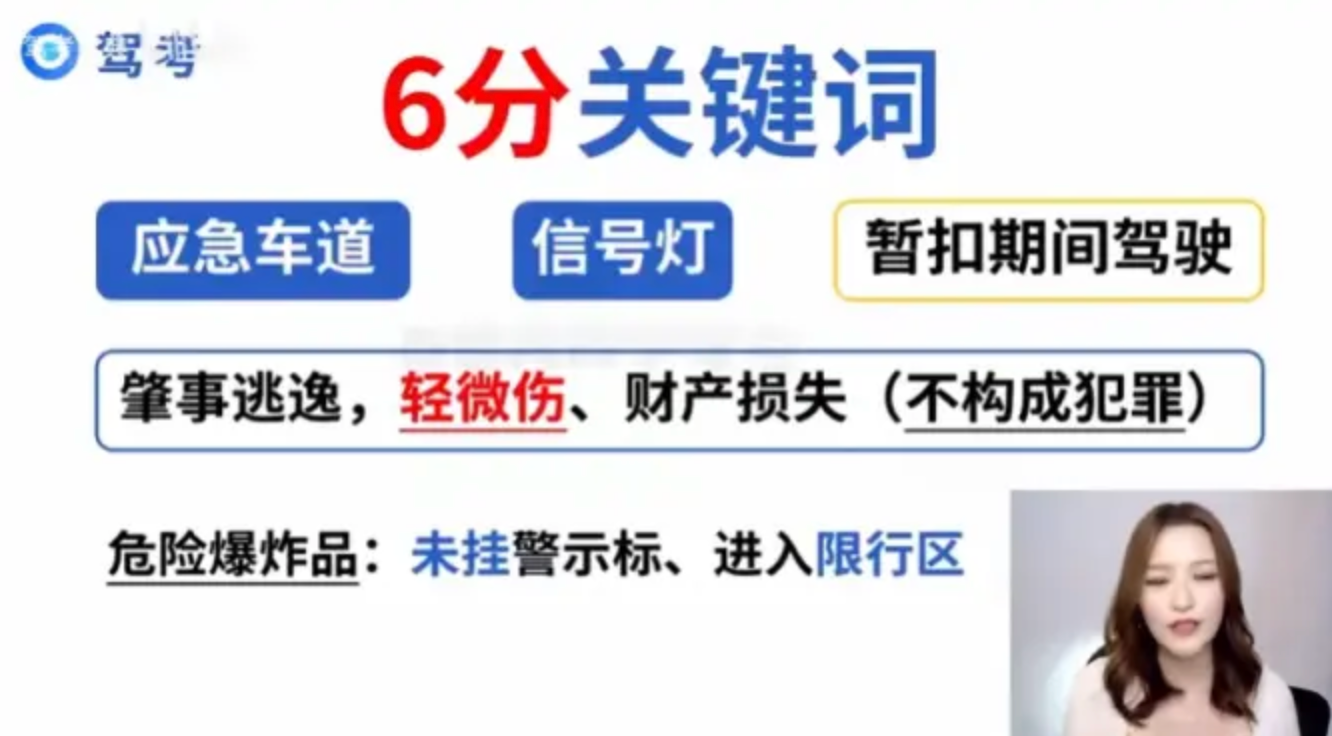 驾考
6分关键词
应急车道 信号灯 暂扣期间驾驶
肇事逃逸，轻微伤、财产损失（不构成犯罪）
危险爆炸品：未挂警示标、进入限行区